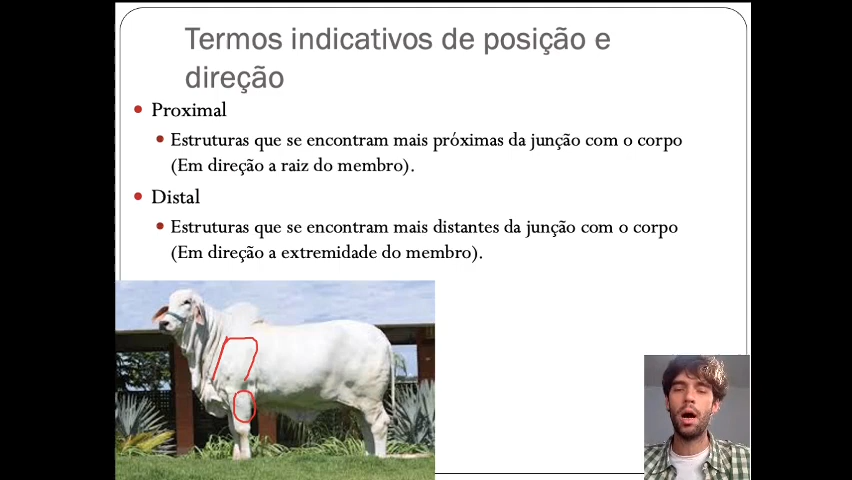 Termos indicativos de posição e
direção
Proximal
Estruturas que se encontram mais próximas da junção com o corpo
(Em direção a raiz do membro).
Distal
Estruturas que se encontram mais distantes da junção com o corpo
(Em direção a extremidade do membro).